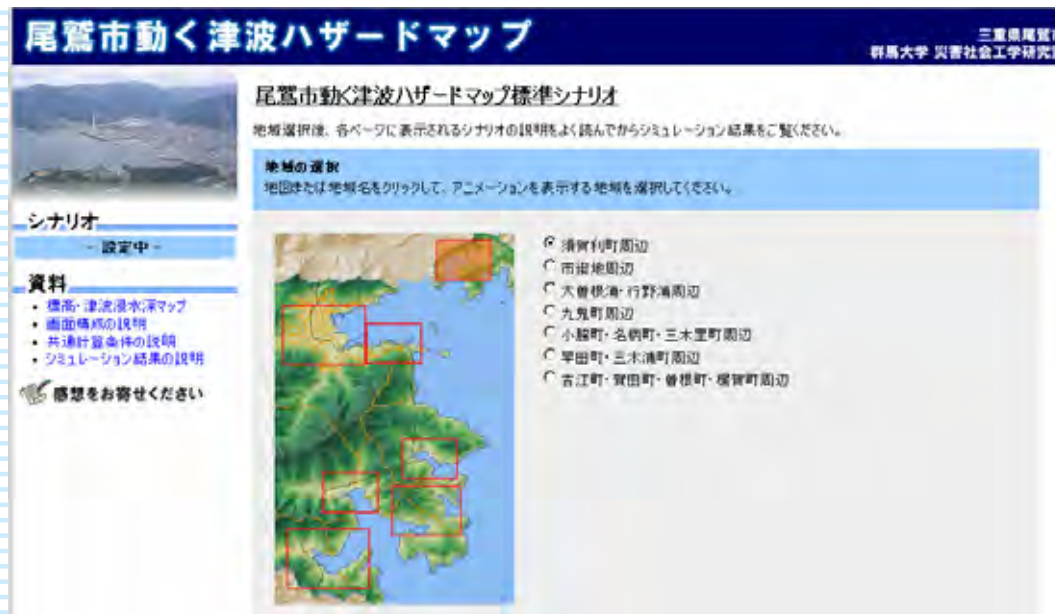 尾鷲市動く津波ハザードマップ
三重県尾鷲市
群馬大学 災害社会工学研究
尾鷲市動く津波ハザードマップ標準シナリオ
地域選択後、各ページに表示されるシナリオの説明をよく読んでからシミュレーション結果をご覧ください。
地域の選択
地図または地域名をクリックして、アニメーションを表示する地域を選択してください。
シナリオ
- 設定中 -
資料
標高・津波浸水深マップ
画面構成の説明
共通計算条件の説明
シミュレーション結果の説明
感想をお寄せください
須賀利町周辺
市街地周辺
大曽根浦・行野浦周辺
九鬼町周辺
小脇町・名柄町・三木里町周辺
早田町・三木浦町周辺
古江町・賀田町・曽根町・梶賀町周辺